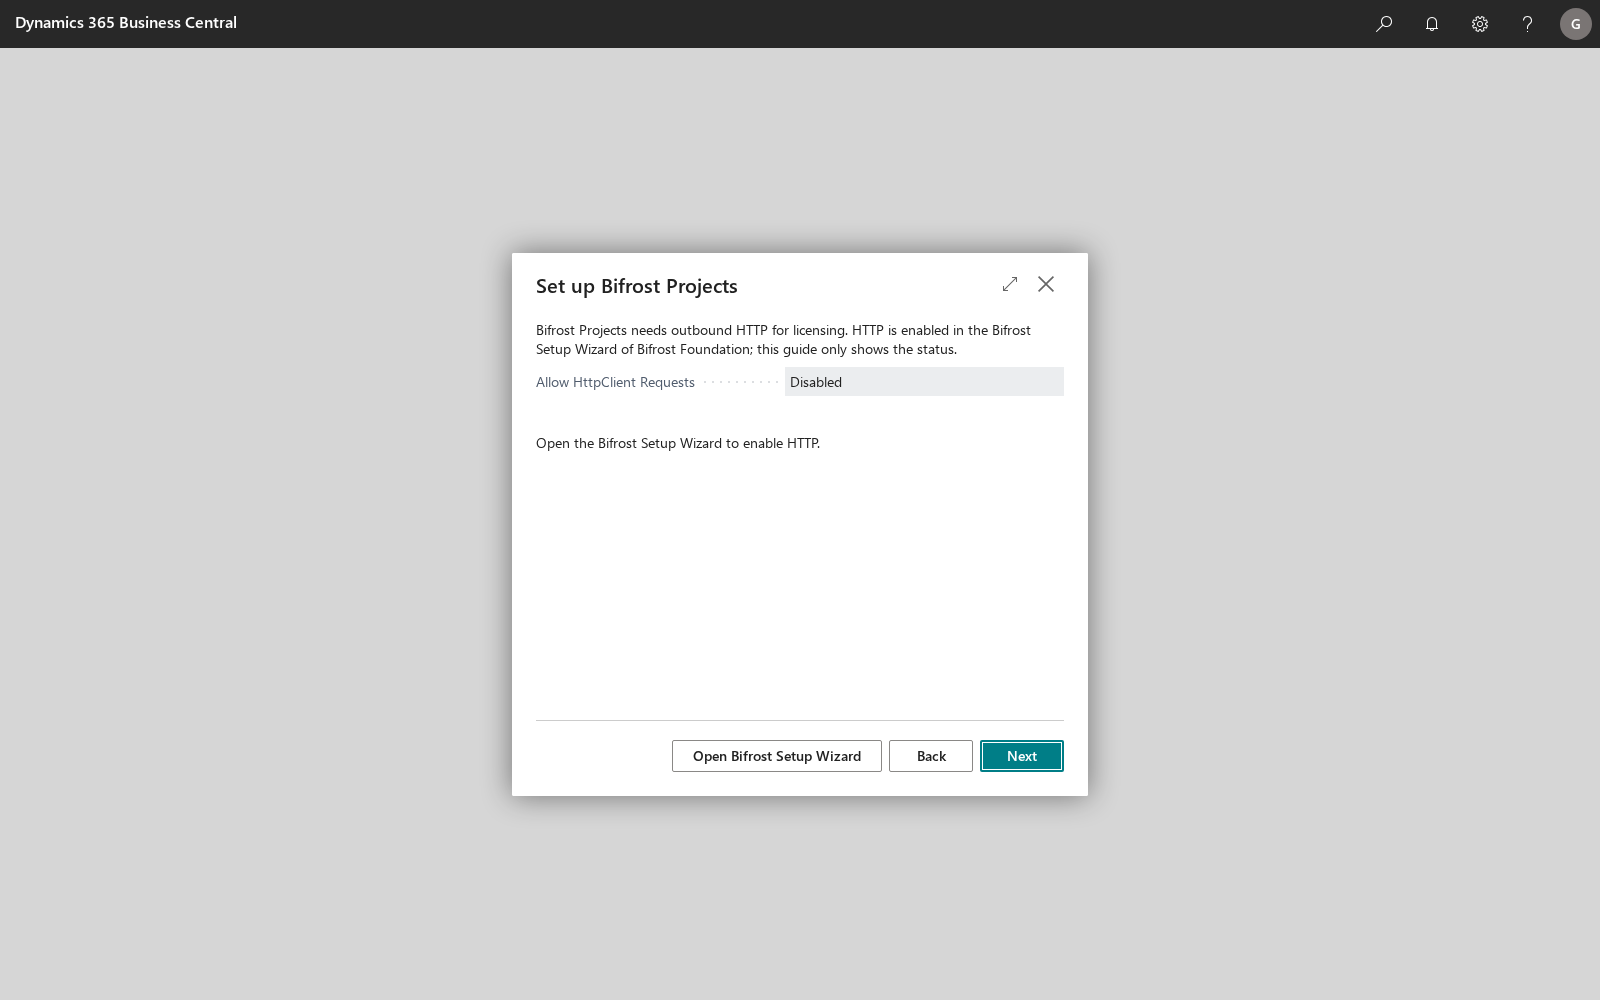 Dynamics 365 Business Central
G
Set up Bifrost Projects
Bifrost Projects needs outbound HTTP for licensing. HTTP is enabled in the Bifrost
Setup Wizard of Bifrost Foundation; this guide only shows the status.
Allow HttpClient Requests
Disabled
Open the Bifrost Setup Wizard to enable HTTP.
Open Bifrost Setup Wizard
Back
Next